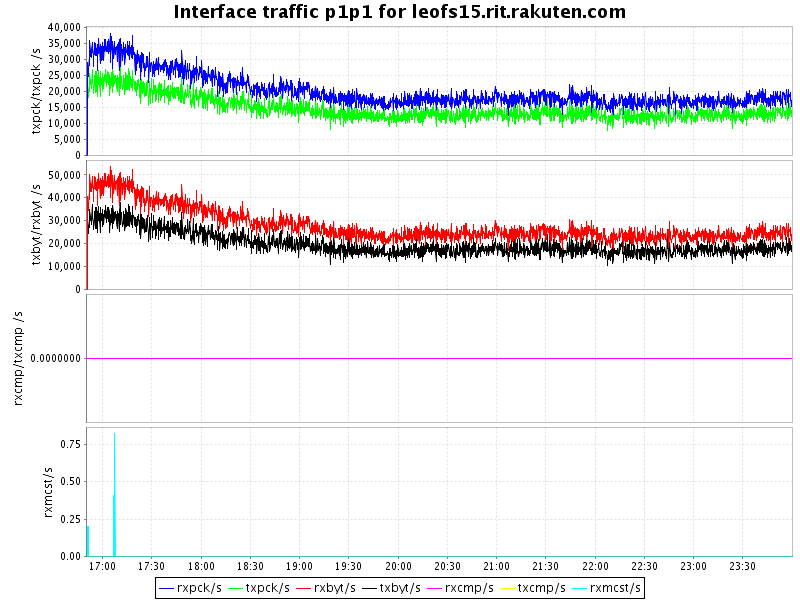 Interface traffic p1p1 for leofs15.rit.rakuten.com
txpck/txpck /s
40,000
35,000
30,000
25,000
20,000
15,000
10,000
5,000
0
txbyt/rxbyt /s
50,000
40,000
30,000
20,000
10,000
0
rxcmp/txcmp /s
0.0000000
rxmcst/s
0.75
0.50
0.25
0.00
17:00 17:30 18:00 18:30 19:00 19:30 20:00 20:30 21:00 21:30 22:00 22:30 23:00 23:30
rxpck/s txpck/s rxbyt/s txbyt/s rxcmp/s txcmp/s rxmcst/s